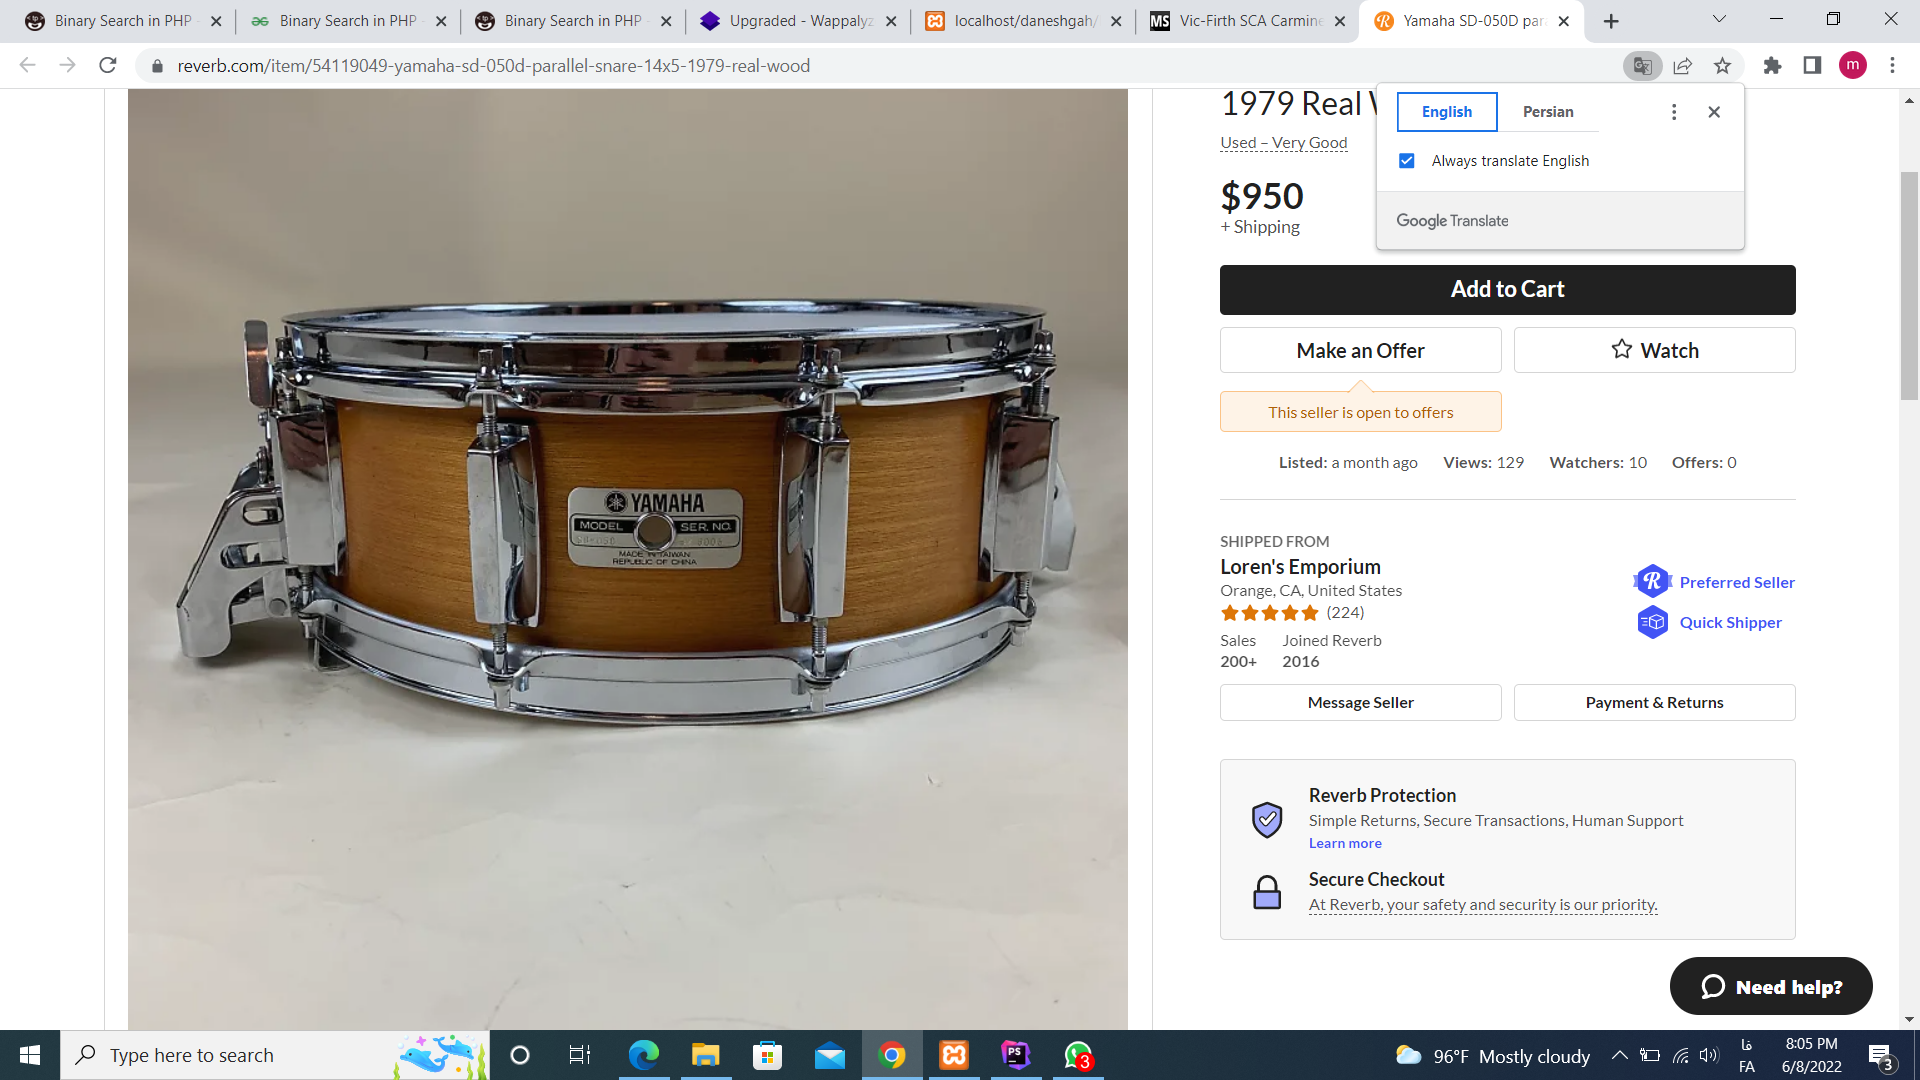 Binary Search in PHP
Binary Search in PHP
Binary Search in PHP
Upgraded - Wappalyz
localhost/daneshgah/
Vic-Firth SCA Carmine
Yamaha SD-050D par
reverb.com/item/54119049-yamaha-sd-050d-parallel-snare-14x5-1979-real-wood
m
English
Persian
Always translate English
Google Translate
1979 Real
Used – Very Good
$950
+ Shipping
Add to Cart
Make an Offer
Watch
This seller is open to offers
Listed: a month ago Views: 129 Watchers: 10 Offers: 0
YAMAHA
MODEL SER. NO.
MADE IN TAIWAN
REPUBLIC OF CHINA
SHIPPED FROM
Loren's Emporium
Orange, CA, United States
(224)
Sales Joined Reverb
200+ 2016
Preferred Seller
Quick Shipper
Message Seller
Payment & Returns
Reverb Protection
Simple Returns, Secure Transactions, Human Support
Learn more
Secure Checkout
At Reverb, your safety and security is our priority.
Need help?
Type here to search
PS
3
96°F Mostly cloudy
فا
FA
8:05 PM
6/8/2022
3